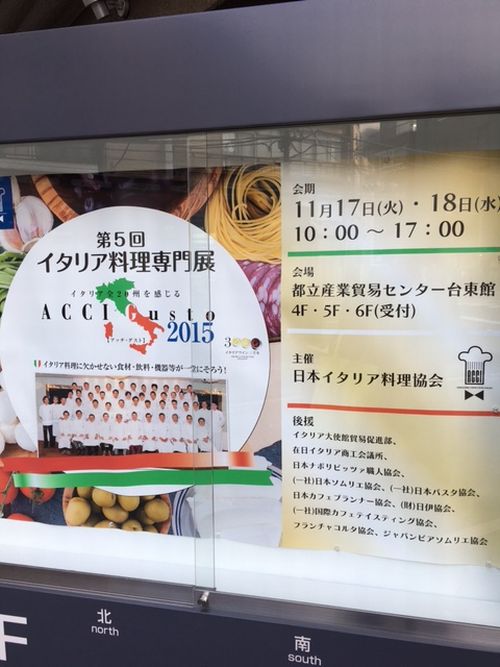 第5回
イタリア料理専門展
イタリア全20州を感じる
ACCI Gusto
【アッチ・グスト】
2015
イタリア料理に欠かせない食材・飲料・機器等が一堂にそろう!
会期
11月17日(火)・18日(水)
10:00 ~ 17:00
会場
都立産業貿易センター台東館
4F・5F・6F(受付)
主催
日本イタリア料理協会
ACCI
後援
イタリア大使館貿易促進部、
在日イタリア商工会議所、
日本ナポリピッツァ職人協会、
(一社)日本ソムリエ協会、(一社)日本パスタ協会、
日本カフェプランナー協会、(財)日伊協会、
(一社)国際カフェテイスティング協会、
フランチャコルタ協会、ジャパンビアソムリエ協会
F
北
north
南
south